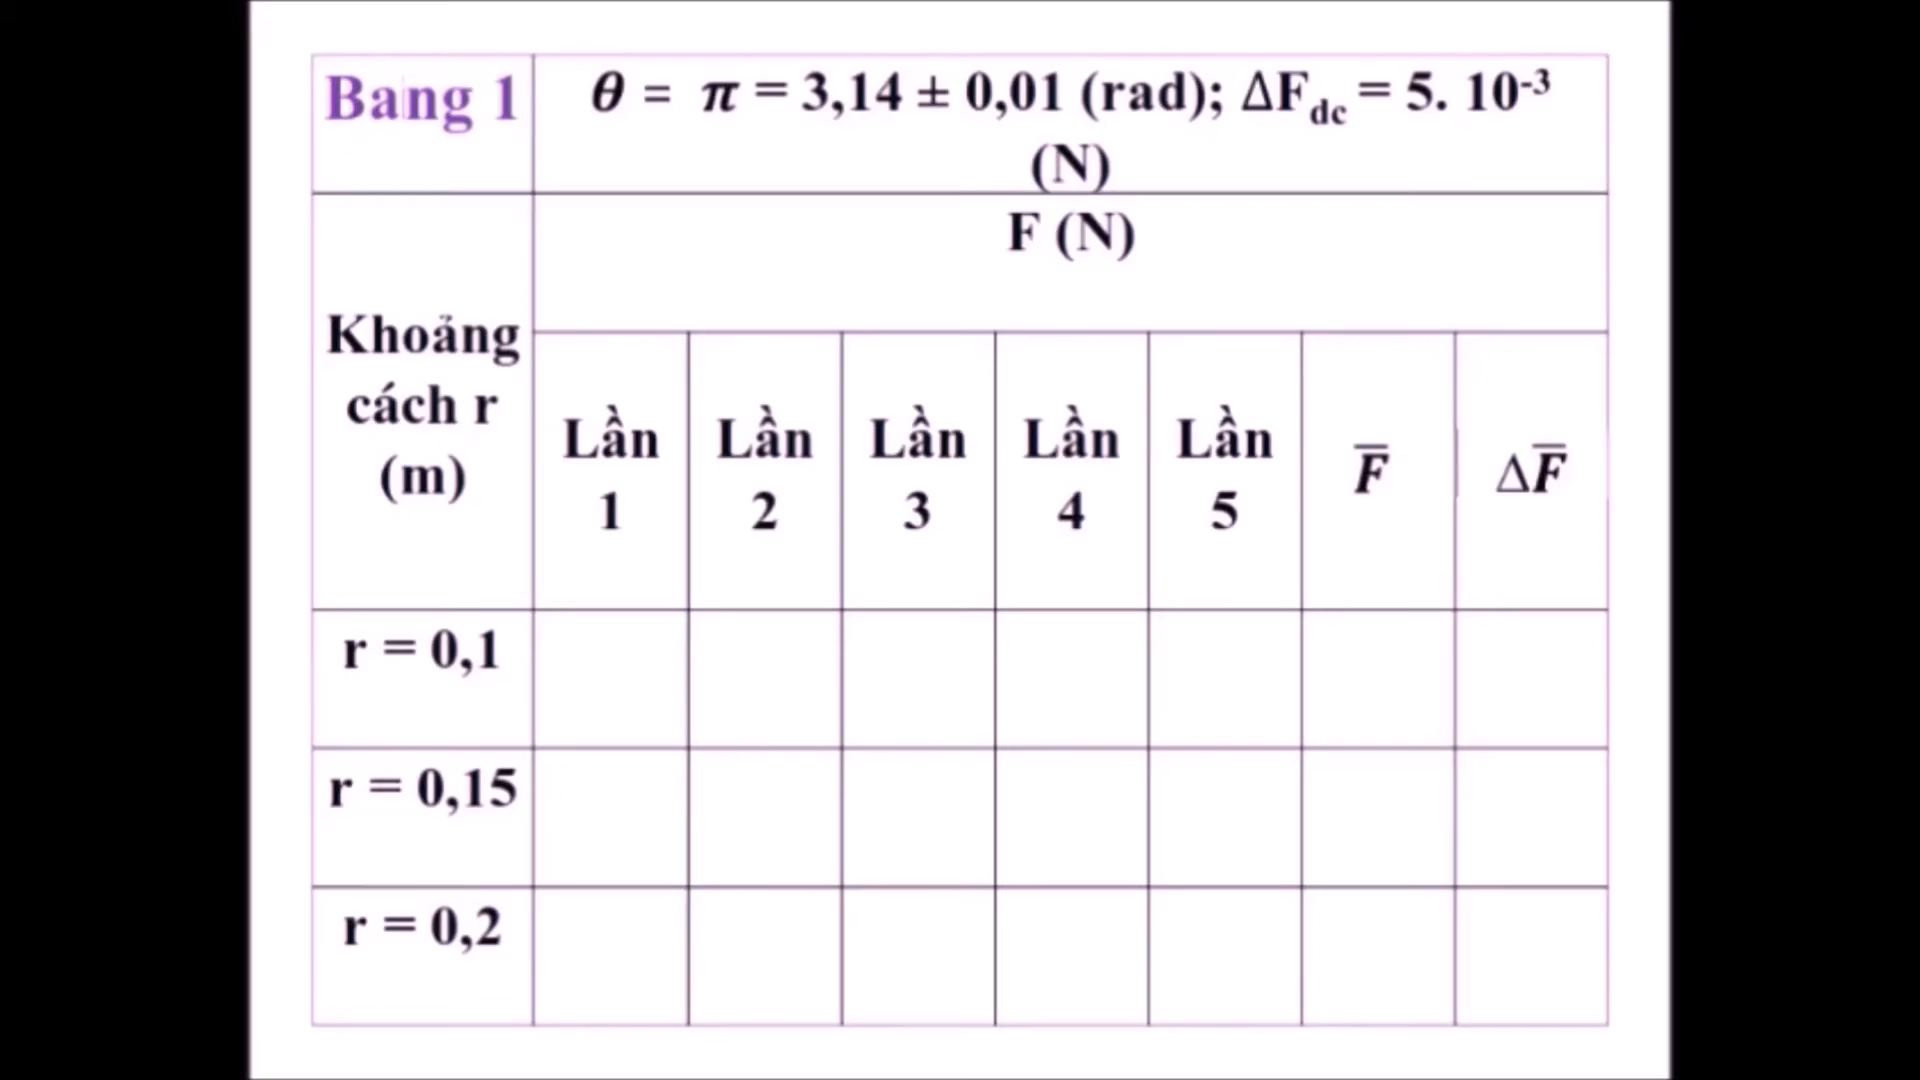 Bang 1
θ = π = 3,14 ± 0,01 (rad); ΔF_dc = 5. 10⁻³
(N)
F (N)
Khoảng
cách r
(m)
Lần
1
Lần
2
Lần
3
Lần
4
Lần
5
F̅
ΔF̅
r = 0,1
r = 0,15
r = 0,2